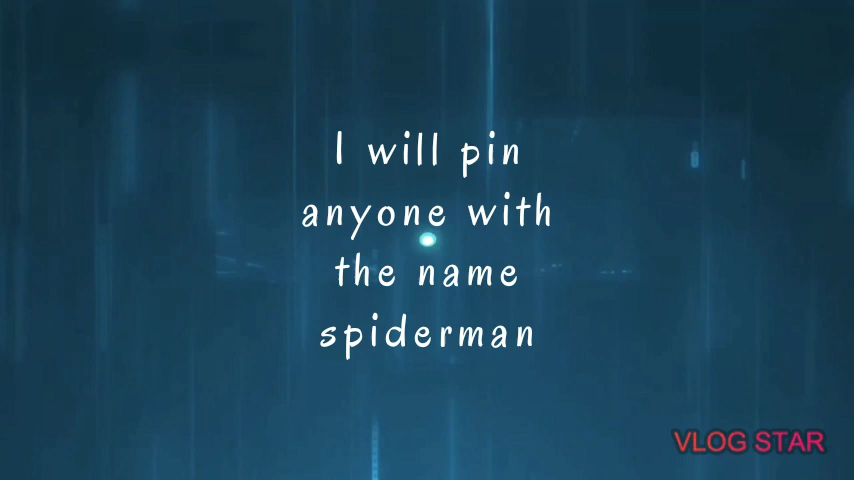 I will pin
anyone with
the name
spiderman
VLOG STAR